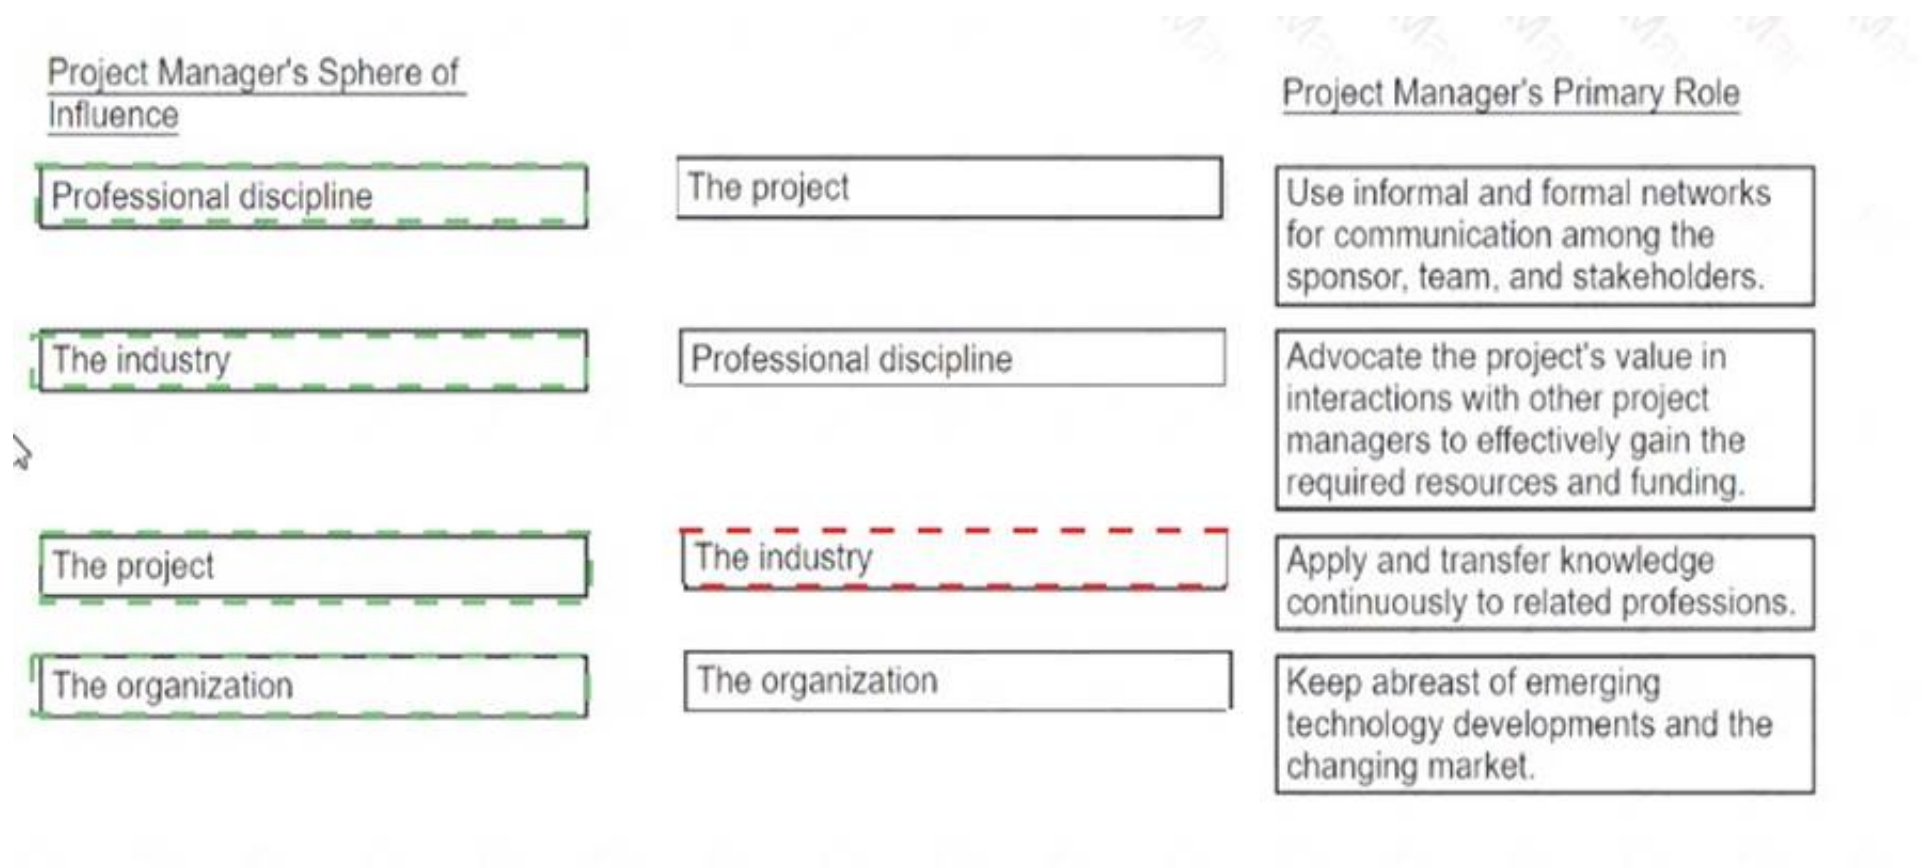 Project Manager's Sphere of
Influence
Professional discipline
The industry
The project
The organization
The project
Professional discipline
The industry
The organization
Project Manager's Primary Role
Use informal and formal networks
for communication among the
sponsor, team, and stakeholders.
Advocate the project's value in
interactions with other project
managers to effectively gain the
required resources and funding.
Apply and transfer knowledge
continuously to related professions.
Keep abreast of emerging
technology developments and the
changing market.